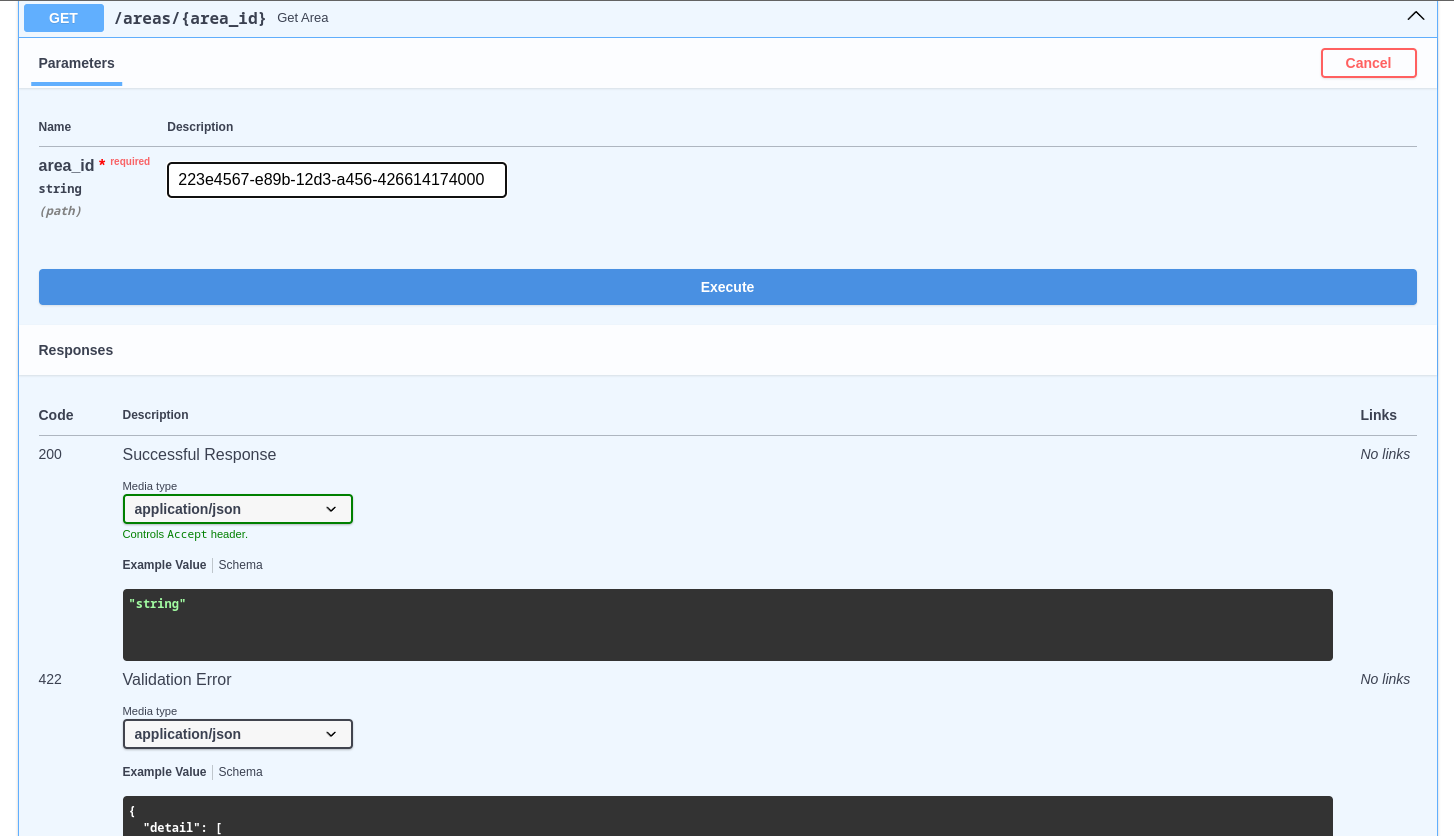 GET /areas/{area_id} Get Area
Parameters Cancel
Name Description
area_id * required
string
(path)
223e4567-e89b-12d3-a456-426614174000
Execute
Responses
Code Description Links
200 Successful Response No links
Media type
application/json
Controls Accept header.
Example Value Schema
"string"
422 Validation Error No links
Media type
application/json
Example Value Schema
{
"detail": [